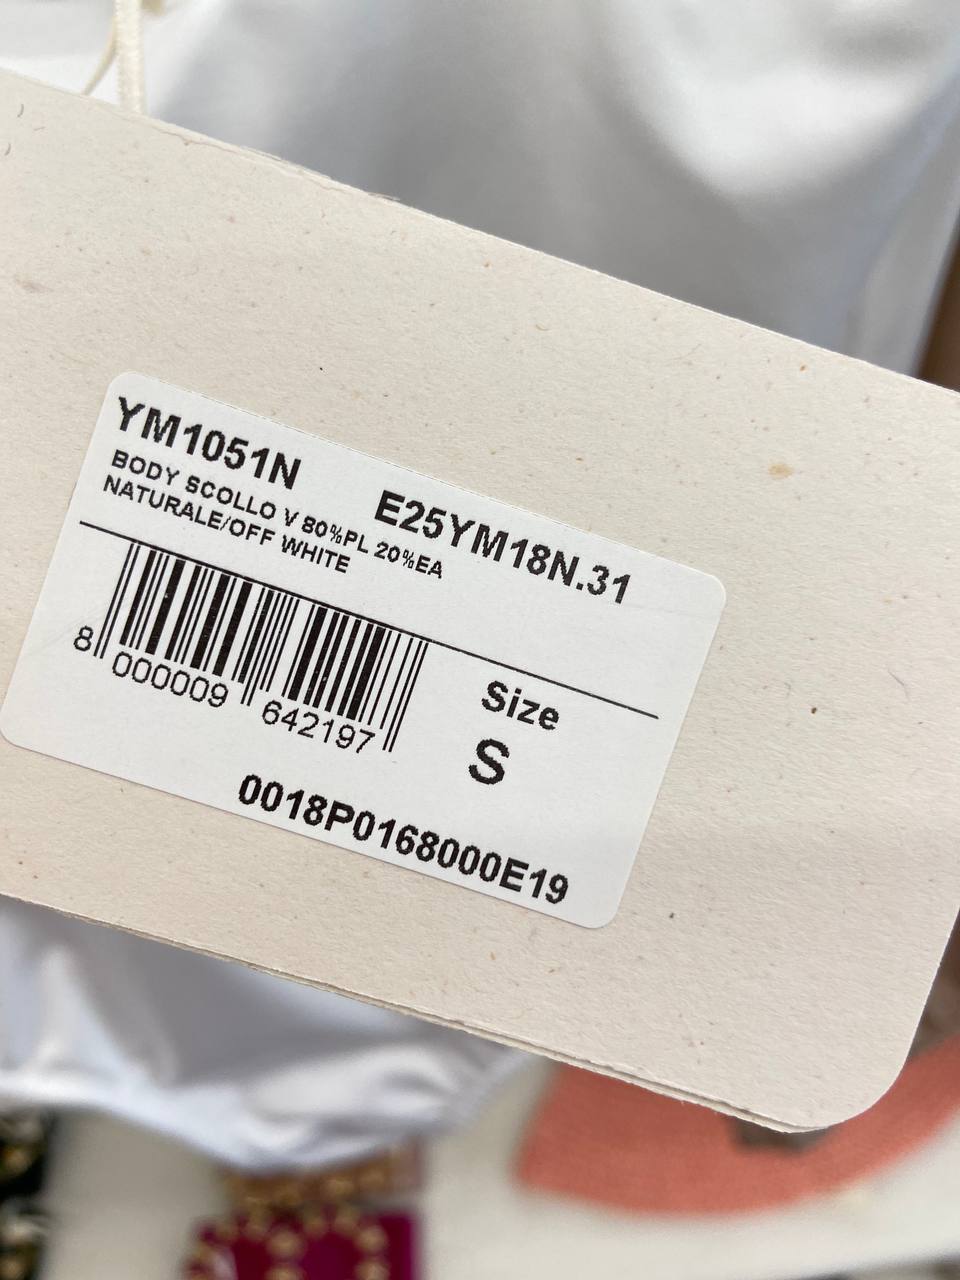 YM1051N E25YM18N.31
BODY SCOLLO V 80%PL 20%EA
NATURALE/OFF WHITE
8 000009 642197
Size
S
0018P0168000E19